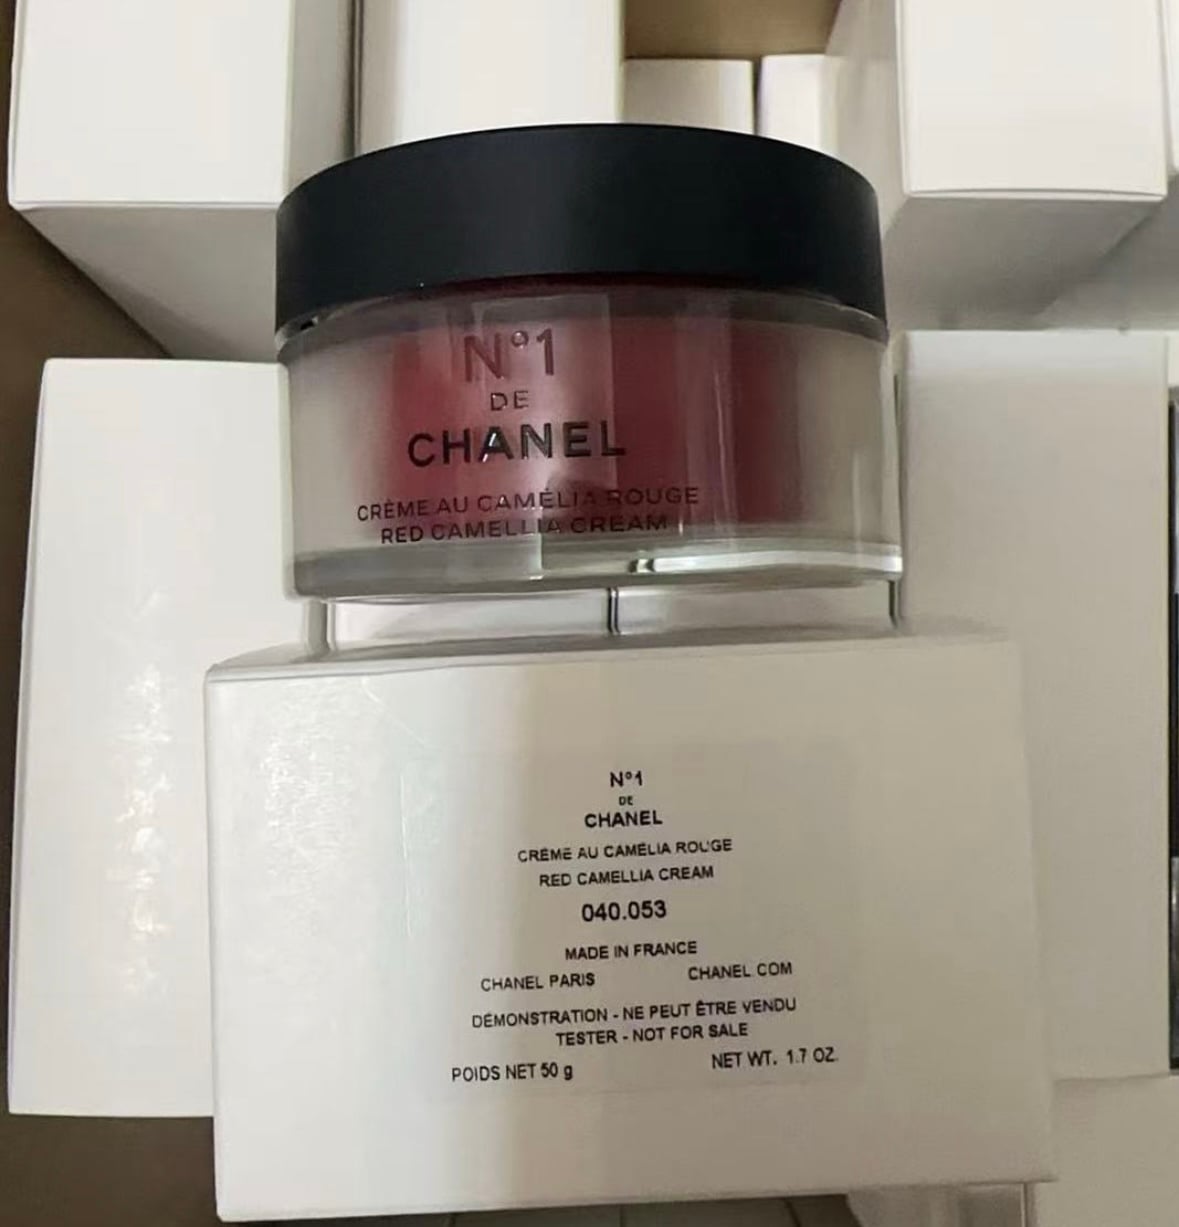 N°1
DE
CHANEL
CRÈME AU CAMÉLIA ROUGE
RED CAMELLIA CREAM
N°1
DE
CHANEL
CRÈME AU CAMÉLIA ROUGE
RED CAMELLIA CREAM
040.053
MADE IN FRANCE
CHANEL PARIS CHANEL.COM
DÉMONSTRATION - NE PEUT ÊTRE VENDU
TESTER - NOT FOR SALE
POIDS NET 50 g NET WT. 1.7 OZ.